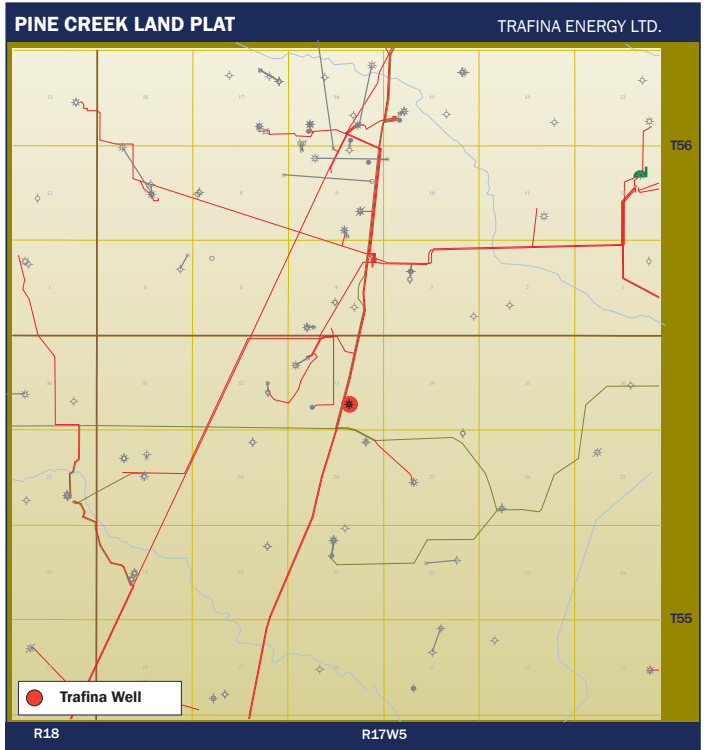 PINE CREEK LAND PLAT
TRAFINA ENERGY LTD.
T56
T55
Trafina Well
R18
R17W5